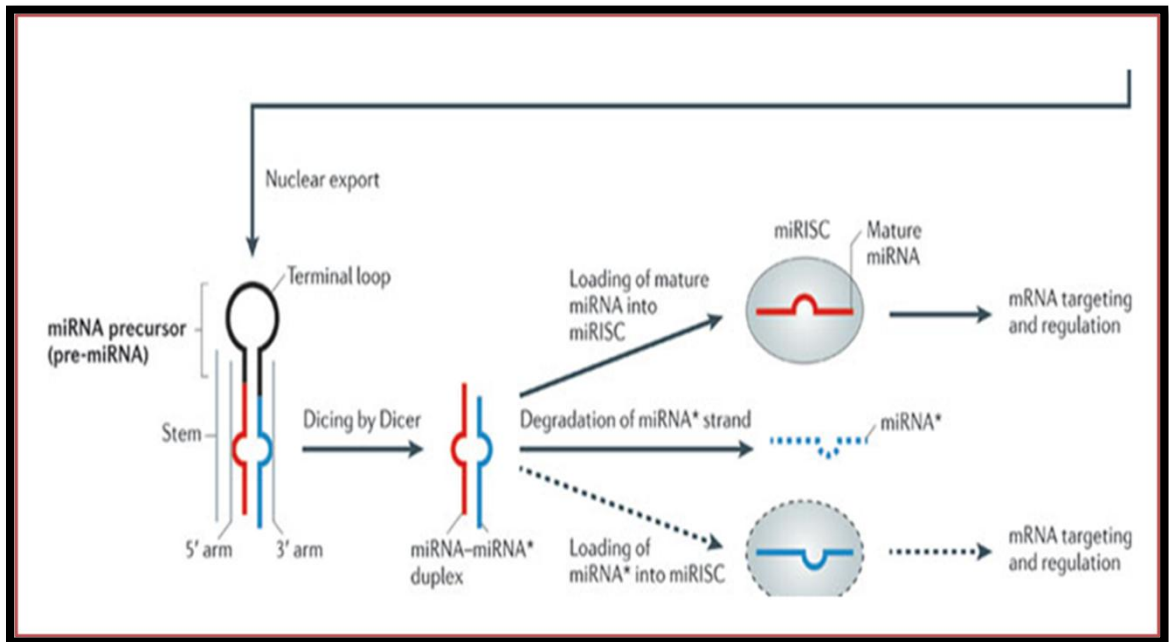 Nuclear export
Terminal loop
miRNA precursor
(pre-miRNA)
Stem
5′ arm
3′ arm
Dicing by Dicer
miRNA–miRNA*
duplex
Loading of mature
miRNA into
miRISC
miRISC
Mature
miRNA
mRNA targeting
and regulation
Degradation of miRNA* strand
miRNA*
Loading of
miRNA* into miRISC
mRNA targeting
and regulation